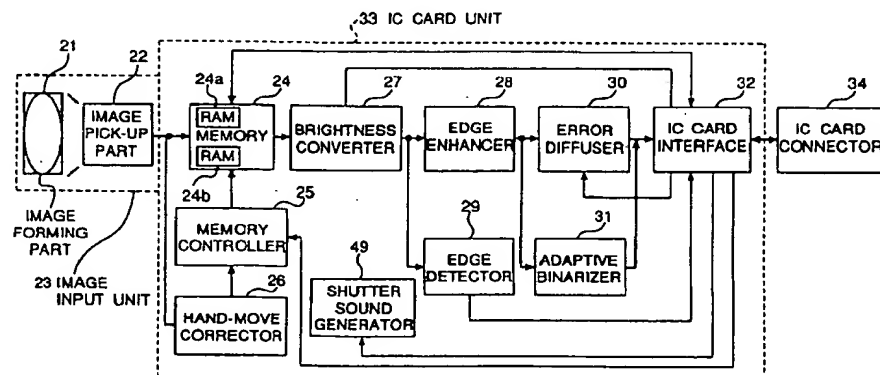 33 IC CARD UNIT
21
22
24a
24
27
28
30
32
34
IMAGE
PICK-UP
PART
RAM
MEMORY
RAM
BRIGHTNESS
CONVERTER
EDGE
ENHANCER
ERROR
DIFFUSER
IC CARD
INTERFACE
IC CARD
CONNECTOR
24b
25
IMAGE
FORMING PART
MEMORY
CONTROLLER
29
EDGE
DETECTOR
31
ADAPTIVE
BINARIZER
23 IMAGE
INPUT UNIT
26
HAND-MOVE
CORRECTOR
49
SHUTTER
SOUND
GENERATOR